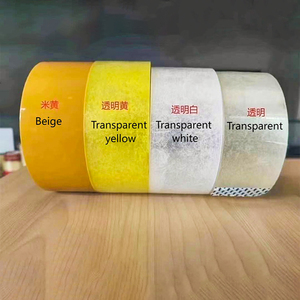 米黄
Beige
透明黄
Transparent
yellow
透明白
Transparent
white
透明
Transparent